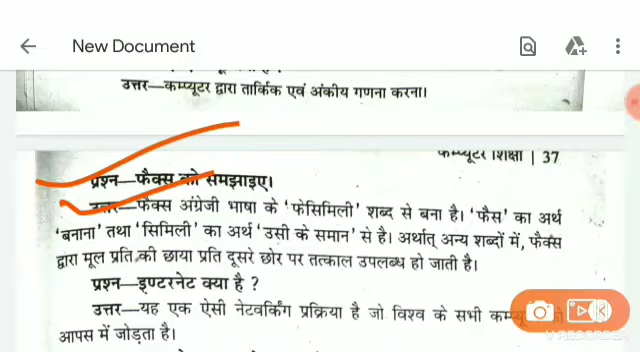 New Document
उत्तर—कम्प्यूटर द्वारा तार्किक एवं अंकीय गणना करना।
कम्प्यूटर शिक्षा | 37
प्रश्न—फैक्स को समझाइए।
उत्तर—फैक्स अंग्रेजी भाषा के 'फेसिमिली' शब्द से बना है। 'फैस' का अर्थ
'बनाना' तथा 'सिमिली' का अर्थ 'उसी के समान' से है। अर्थात् अन्य शब्दों में, फैक्स
द्वारा मूल प्रति की छाया प्रति दूसरे छोर पर तत्काल उपलब्ध हो जाती है।
प्रश्न—इण्टरनेट क्या है ?
उत्तर—यह एक ऐसी नेटवर्किंग प्रक्रिया है जो विश्व के सभी
आपस में जोड़ता है।
V RECORDER